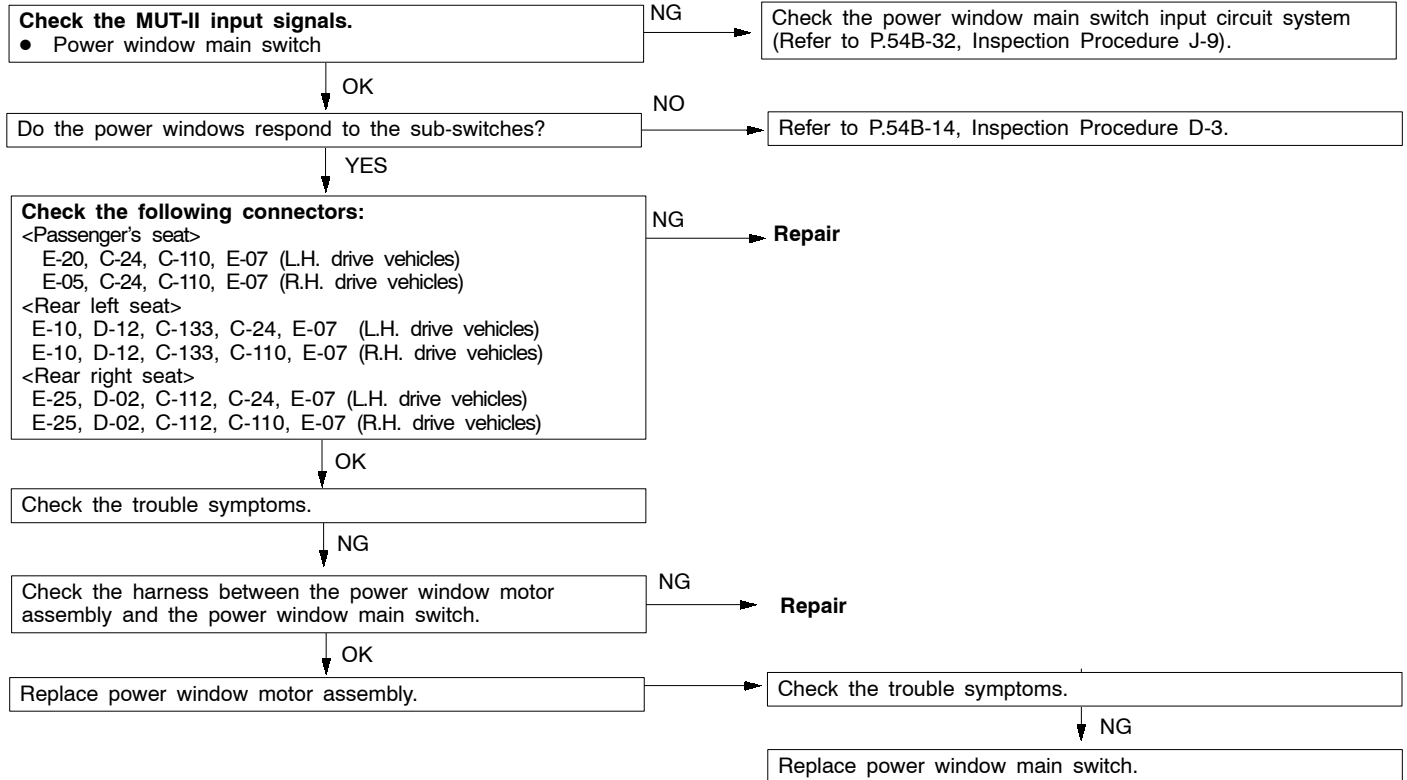 Check the MUT-II input signals.
● Power window main switch
NG
Check the power window main switch input circuit system
(Refer to P.54B-32, Inspection Procedure J-9).
OK
Do the power windows respond to the sub-switches?
NO
Refer to P.54B-14, Inspection Procedure D-3.
YES
Check the following connectors:
<Passenger's seat>
E-20, C-24, C-110, E-07 (L.H. drive vehicles)
E-05, C-24, C-110, E-07 (R.H. drive vehicles)
<Rear left seat>
E-10, D-12, C-133, C-24, E-07 (L.H. drive vehicles)
E-10, D-12, C-133, C-110, E-07 (R.H. drive vehicles)
<Rear right seat>
E-25, D-02, C-112, C-24, E-07 (L.H. drive vehicles)
E-25, D-02, C-112, C-110, E-07 (R.H. drive vehicles)
NG
Repair
OK
Check the trouble symptoms.
NG
Check the harness between the power window motor
assembly and the power window main switch.
NG
Repair
OK
Replace power window motor assembly.
Check the trouble symptoms.
NG
Replace power window main switch.